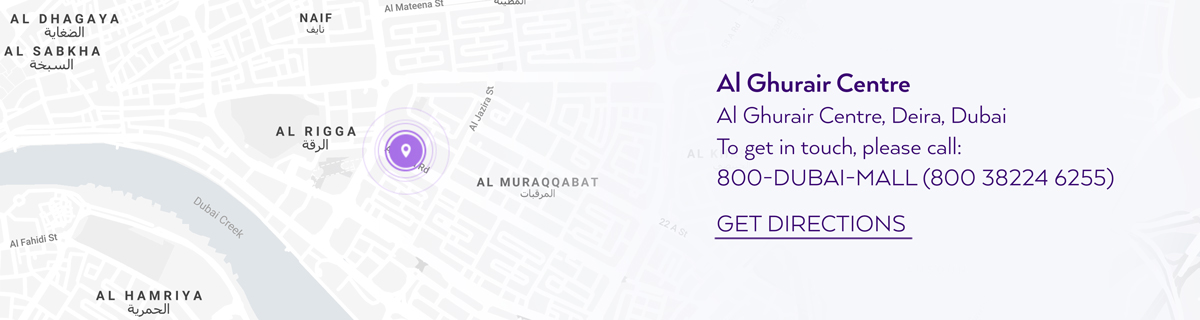 AL DHAGAYA
الضغاية
AL SABKHA
السبخة
NAIF
نايف
Al Mateena St
المطينة
Al Jazira St
AL RIGGA
الرقة
Rd
AL MURAQQABAT
المرقبات
Dubai Creek
Al Fahidi St
AL HAMRIYA
الحمرية
22 A St
Al Ghurair Centre
Al Ghurair Centre, Deira, Dubai
To get in touch, please call:
800-DUBAI-MALL (800 38224 6255)
GET DIRECTIONS